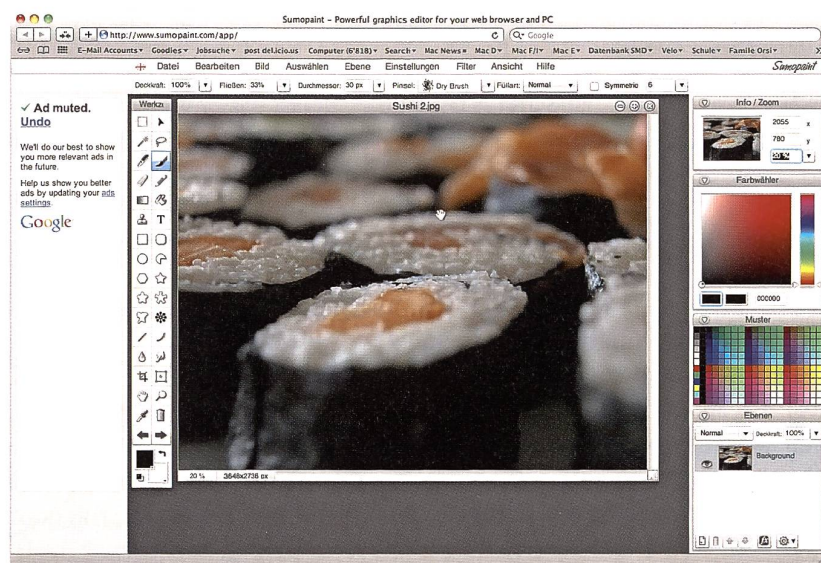 Sumopaint – Powerful graphics editor for your web browser and PC
http://www.sumopaint.com/app/
Google
E-Mail Accounts Goodies Jobsuche post del.icio.us Computer (6'818) Search Mac News Mac D Mac F/I Mac E Datenbank SMD Velo Schule Famile Orsi
Datei Bearbeiten Bild Auswählen Ebene Einstellungen Filter Ansicht Hilfe Sumopaint
Deckkraft: 100% Fließen: 33% Durchmessor: 30 px Pinsel: Dry Brush Füllart: Normal Symmetrie 6
✓ Ad muted.
Undo
We'll do our best to show
you more relevant ads in
the future.
Help us show you better
ads by updating your ads
settings.
Google
Werkz
T
Sushi 2.jpg
20 % 3648x2736 px
Info / Zoom
2055 x
780 y
20 %
Farbwähler
000000
Muster
Ebenen
Normal Deckkraft: 100%
Background